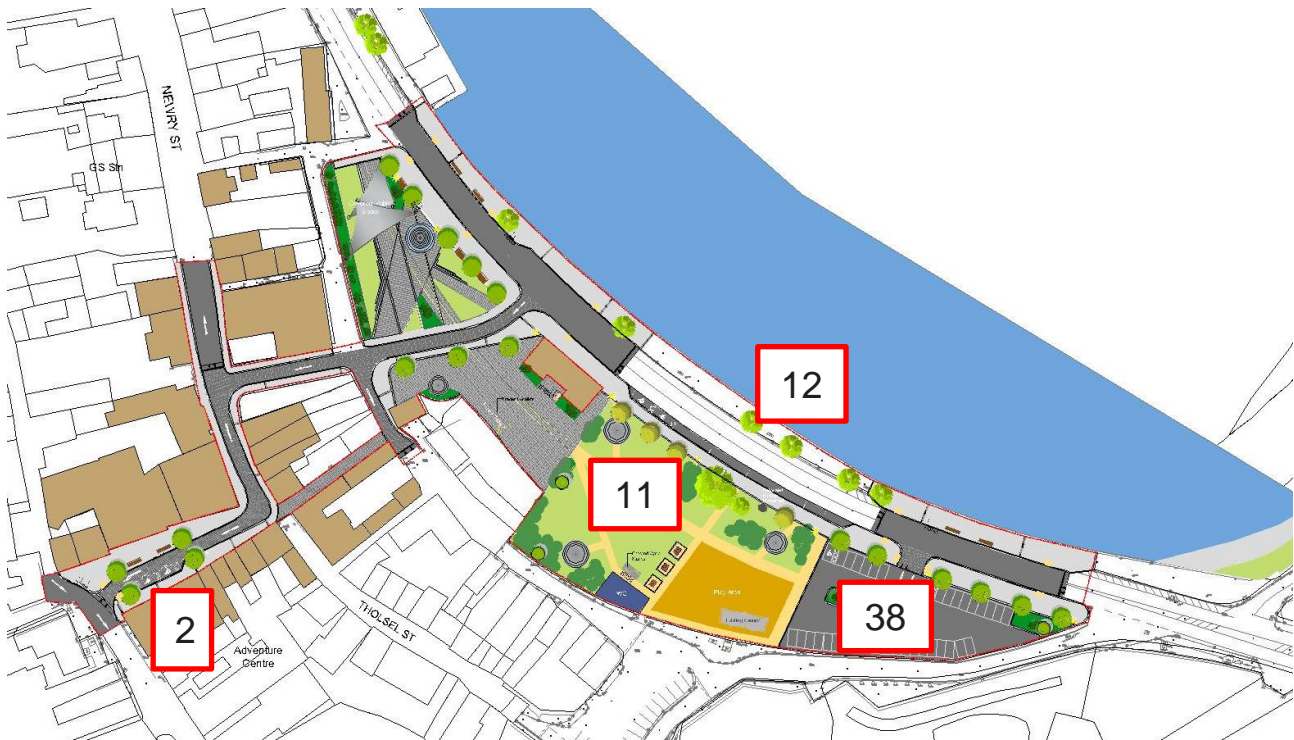 NEWRY ST
GS Stn
12
11
Play Area
38
2
THOLSEL ST
Adventure
Centre